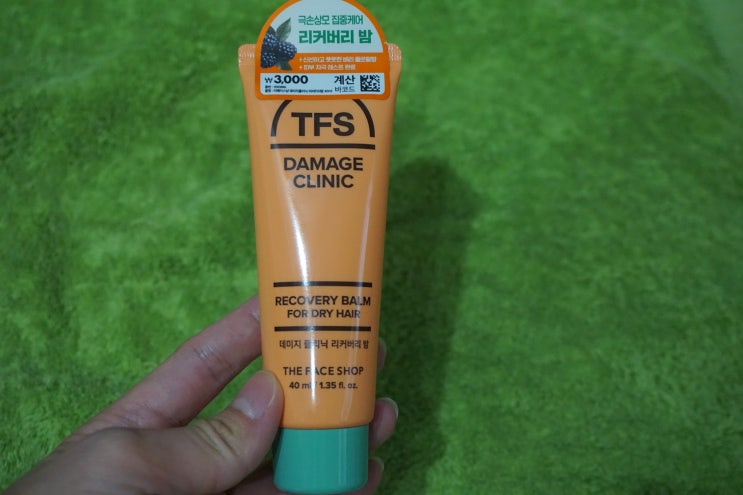 극손상모 집중케어
리커버리 밤
₩3,000
계산
바코드
TFS
DAMAGE
CLINIC
RECOVERY BALM
FOR DRY HAIR
데미지 클리닉 리커버리 밤
THE FACE SHOP
40 ml / 1.35 fl. oz.